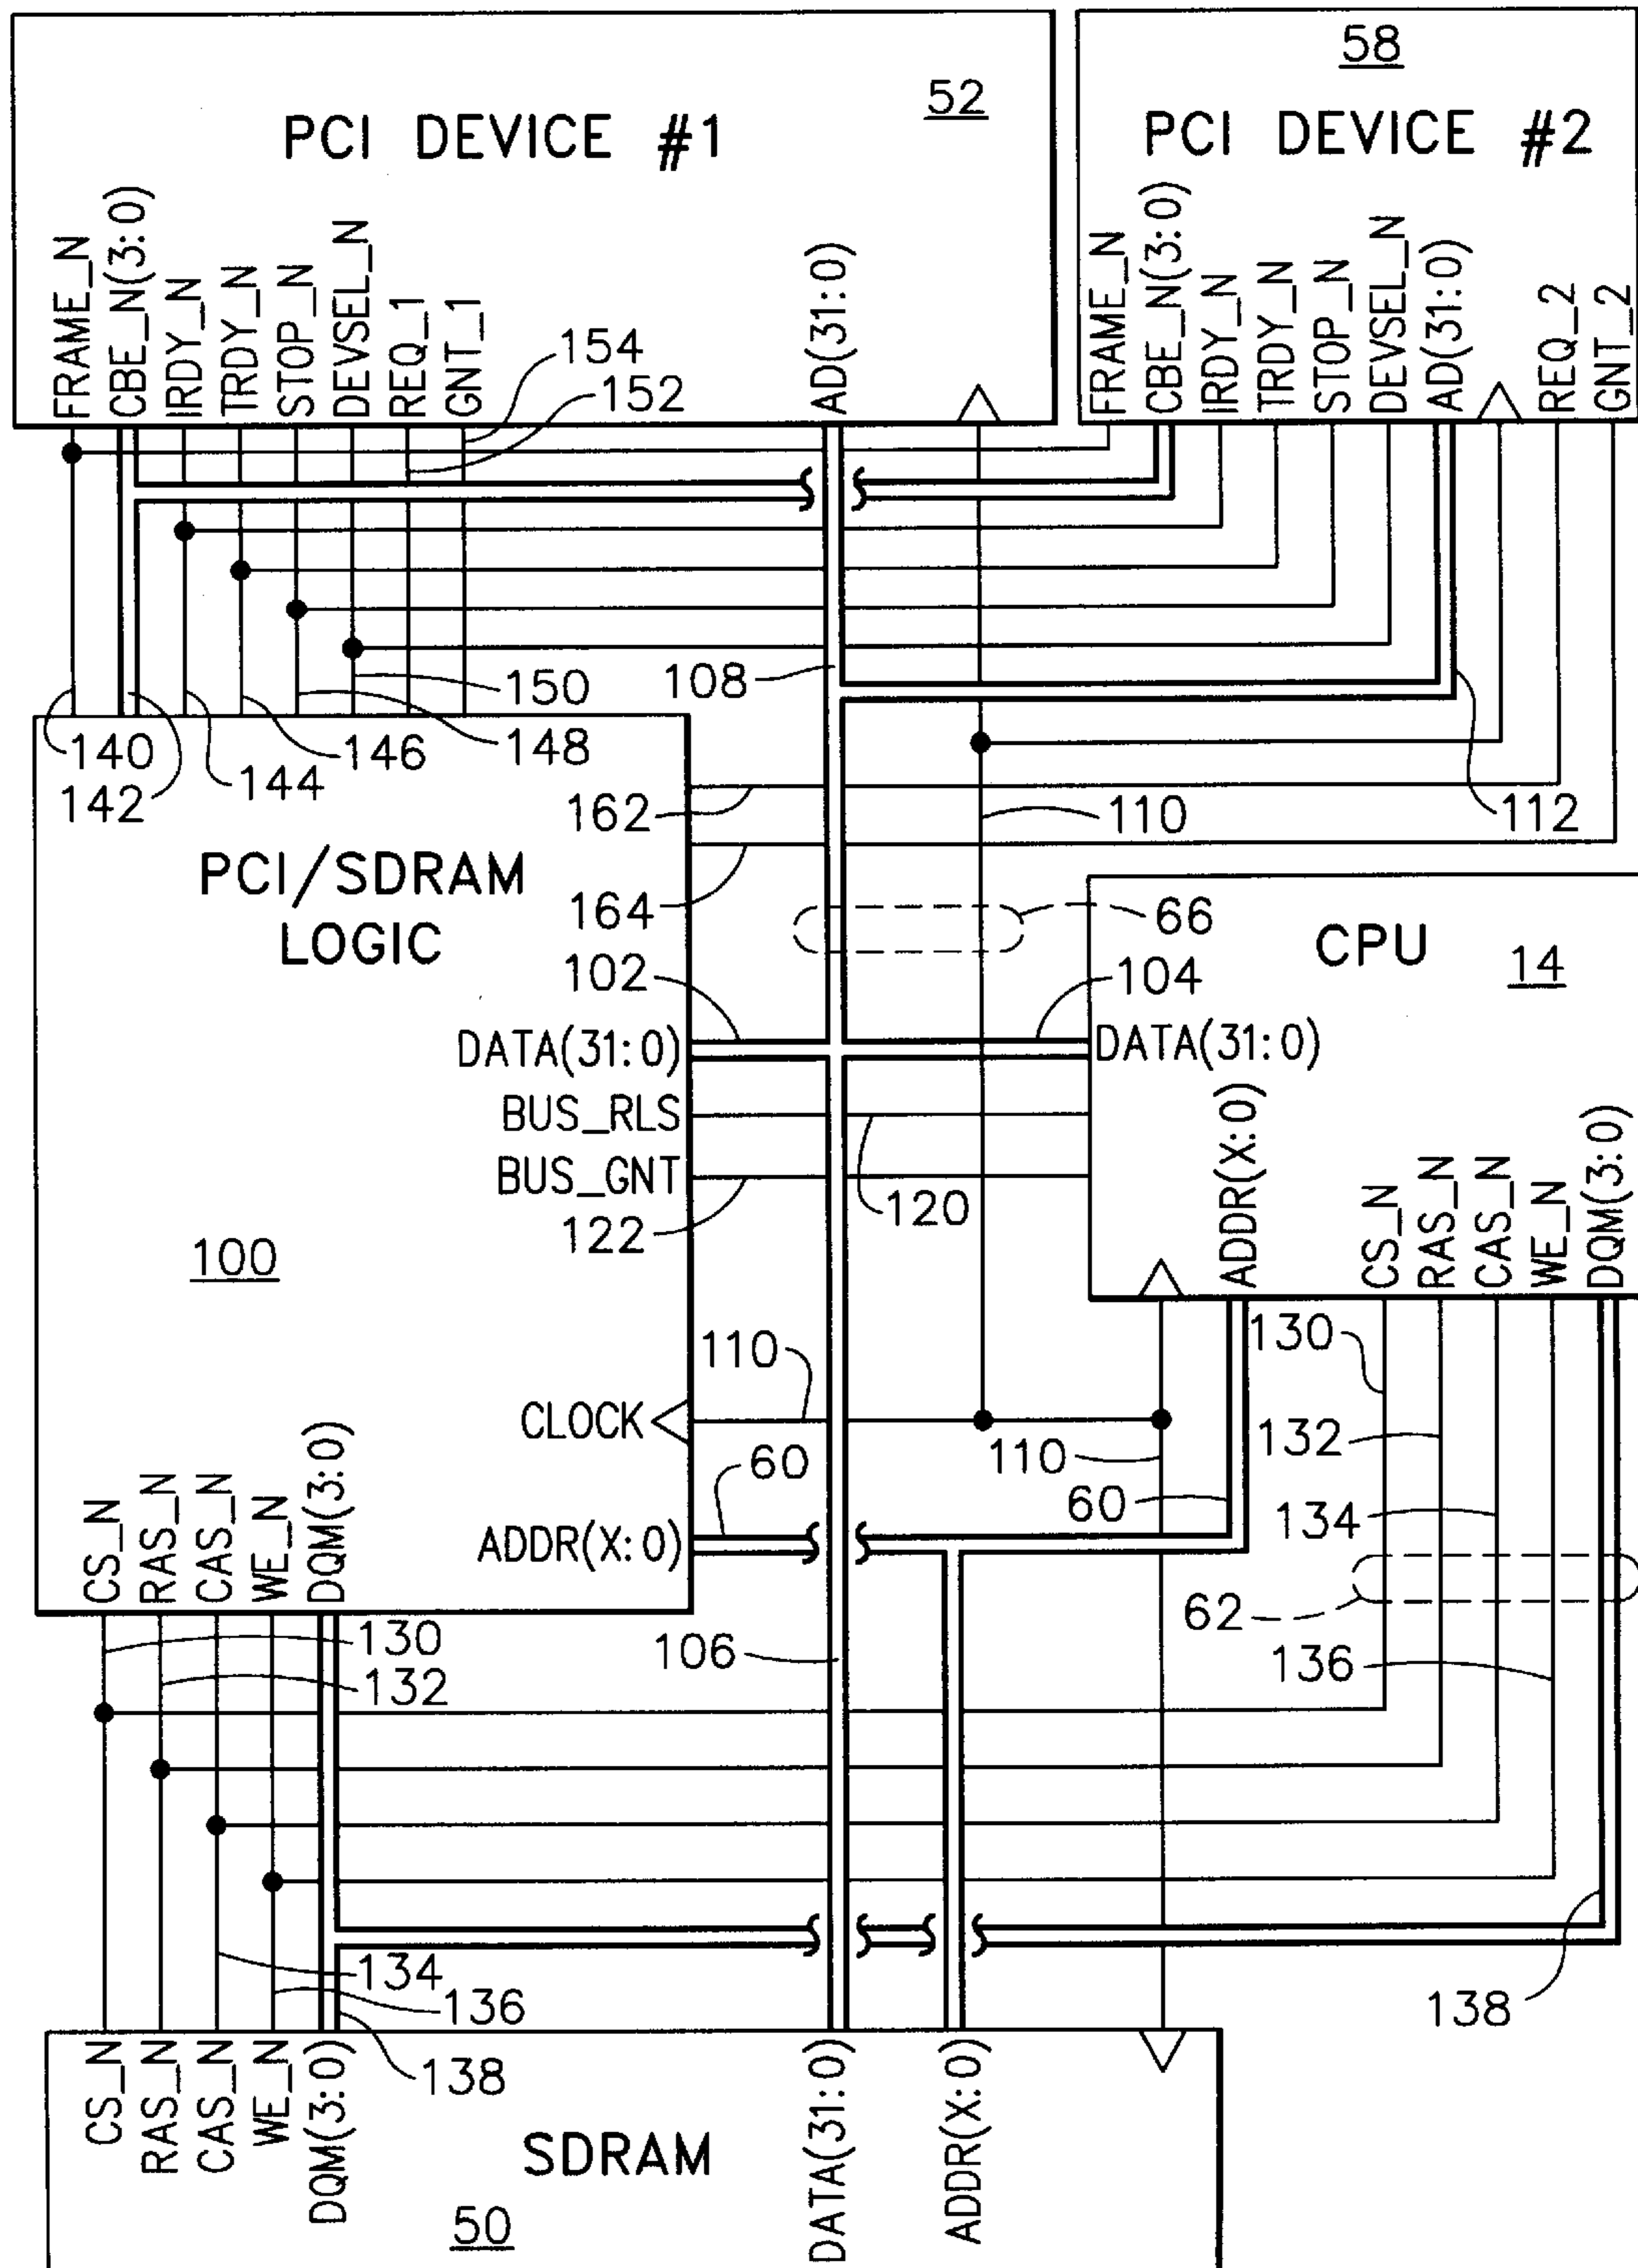 52
PCI DEVICE #1
FRAME_N
CBE_N(3:0)
IRDY_N
TRDY_N
STOP_N
DEVSEL_N
REQ_1
GNT_1
AD(31:0)
154
152
58
PCI DEVICE #2
FRAME_N
CBE_N(3:0)
IRDY_N
TRDY_N
STOP_N
DEVSEL_N
AD(31:0)
REQ_2
GNT_2
108
150
140
142
144
146
148
162
164
110
112
66
PCI/SDRAM
LOGIC
102
104
DATA(31:0)
BUS_RLS
BUS_GNT
120
122
100
CLOCK
110
110
60
60
ADDR(X:0)
CS_N
RAS_N
CAS_N
WE_N
DQM(3:0)
CPU
14
DATA(31:0)
ADDR(X:0)
CS_N
RAS_N
CAS_N
WE_N
DQM(3:0)
130
132
134
62
136
138
130
132
106
134
136
138
CS_N
RAS_N
CAS_N
WE_N
DQM(3:0)
DATA(31:0)
ADDR(X:0)
SDRAM
50